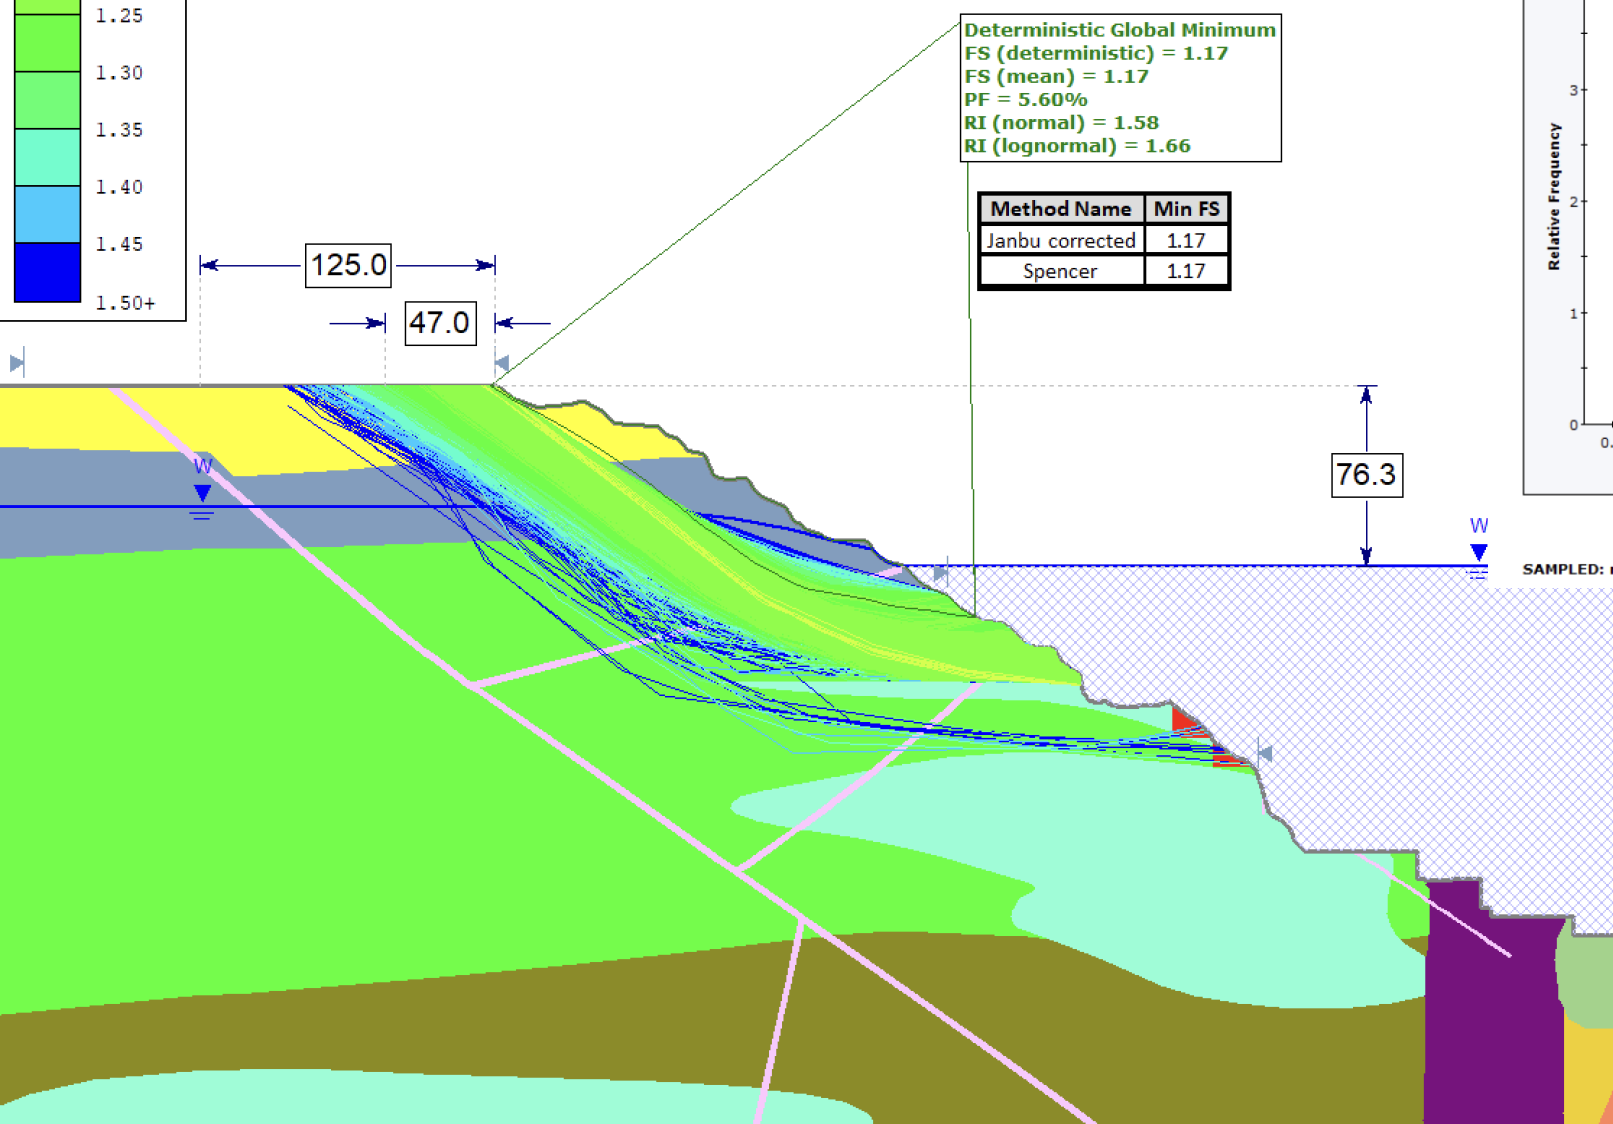 1.25
1.30
1.35
1.40
1.45
1.50+
Deterministic Global Minimum
FS (deterministic) = 1.17
FS (mean) = 1.17
PF = 5.60%
RI (normal) = 1.58
RI (lognormal) = 1.66
Method Name Min FS
Janbu corrected 1.17
Spencer 1.17
125.0
47.0
76.3
W
W
Relative Frequency
3
2
1
0
0.
SAMPLED: